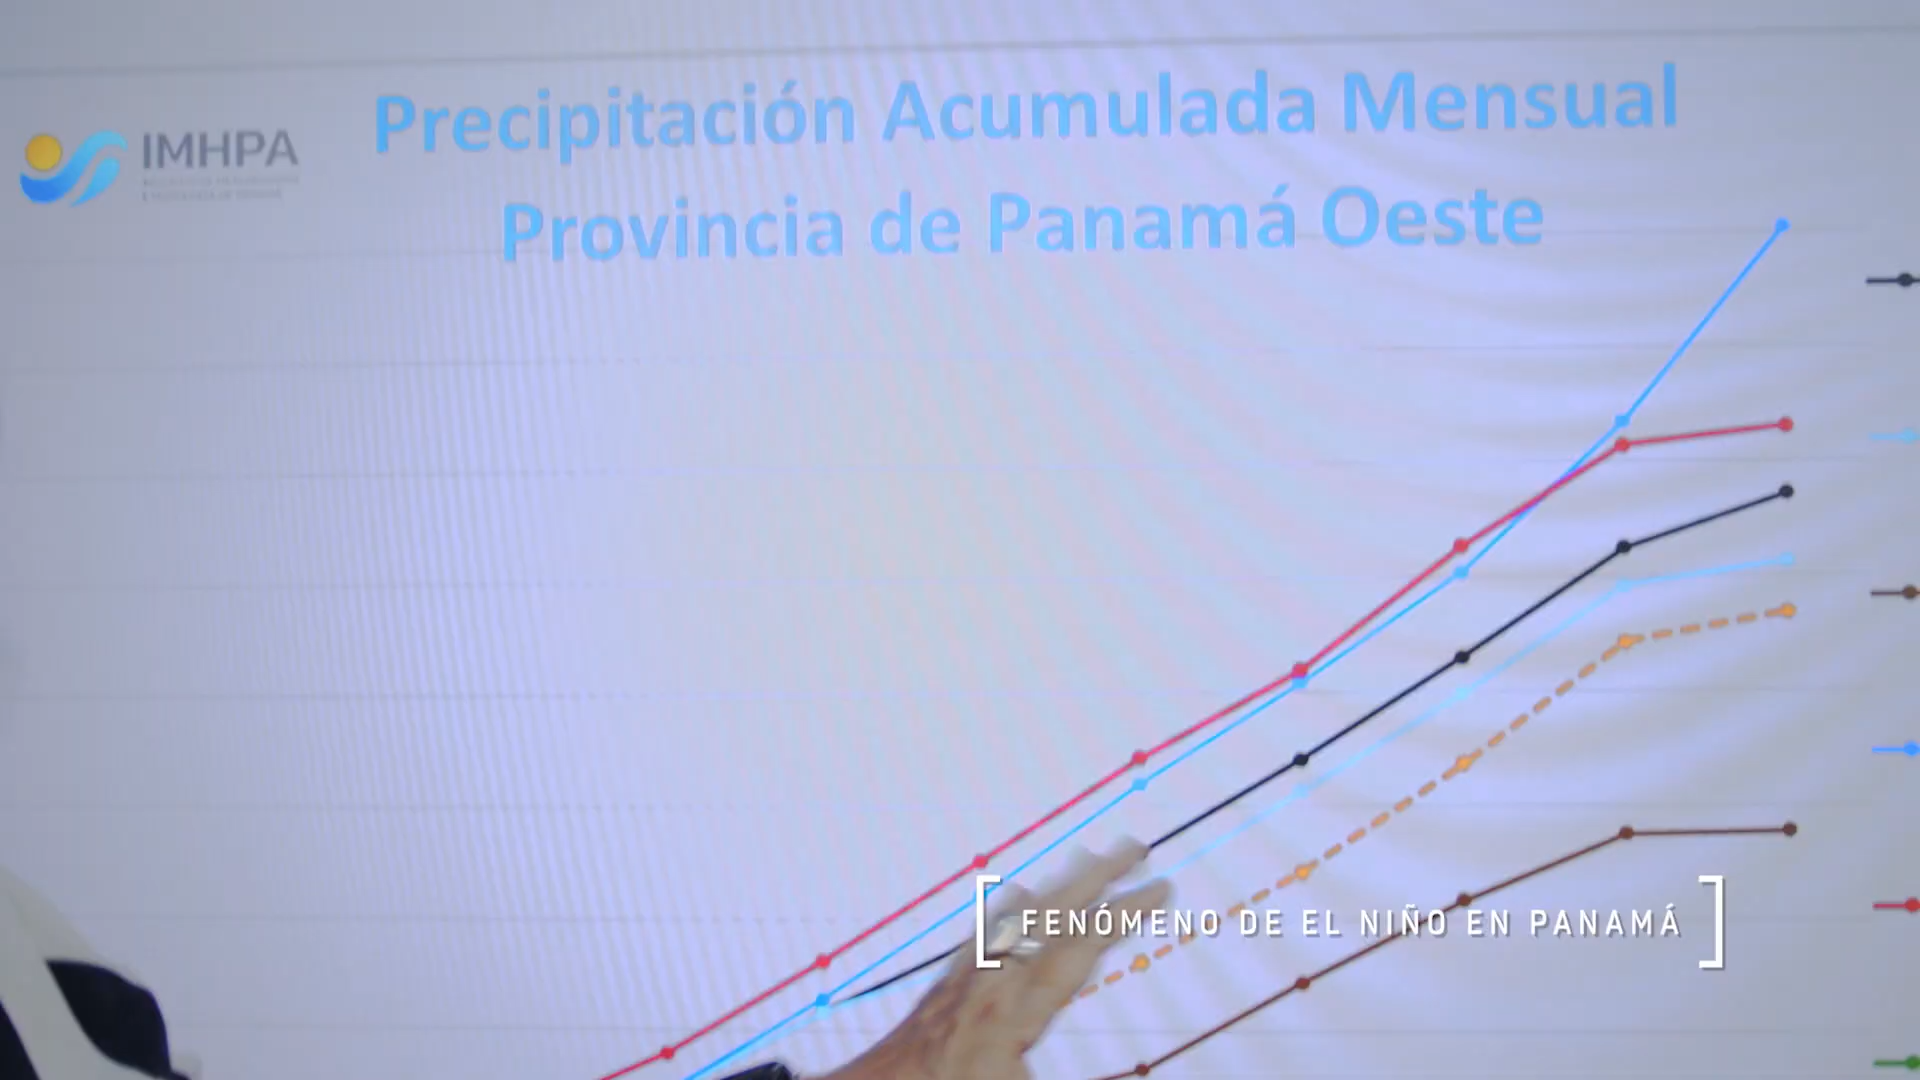 IMHPA
Precipitación Acumulada Mensual
Provincia de Panamá Oeste
FENÓMENO DE EL NIÑO EN PANAMÁ